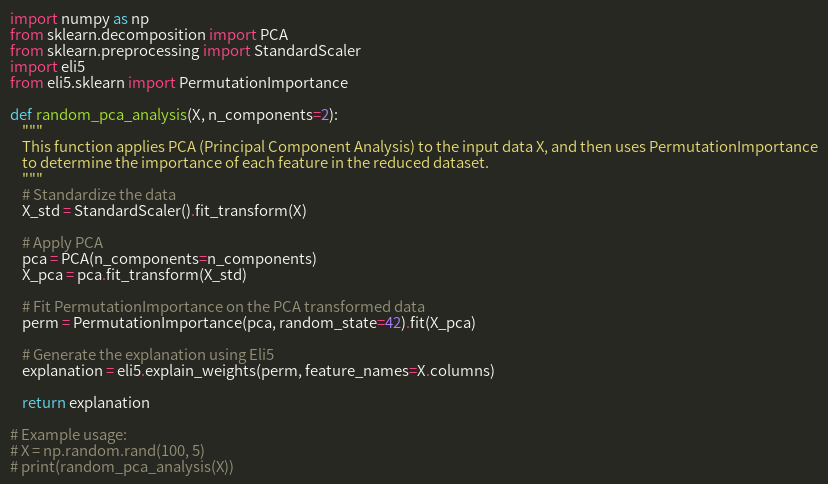 import numpy as np
from sklearn.decomposition import PCA
from sklearn.preprocessing import StandardScaler
import eli5
from eli5.sklearn import PermutationImportance

def random_pca_analysis(X, n_components=2):
    """
    This function applies PCA (Principal Component Analysis) to the input data X, and then uses PermutationImportance
    to determine the importance of each feature in the reduced dataset.
    """
    # Standardize the data
    X_std = StandardScaler().fit_transform(X)

    # Apply PCA
    pca = PCA(n_components=n_components)
    X_pca = pca.fit_transform(X_std)

    # Fit PermutationImportance on the PCA transformed data
    perm = PermutationImportance(pca, random_state=42).fit(X_pca)

    # Generate the explanation using Eli5
    explanation = eli5.explain_weights(perm, feature_names=X.columns)

    return explanation

# Example usage:
# X = np.random.rand(100, 5)
# print(random_pca_analysis(X))